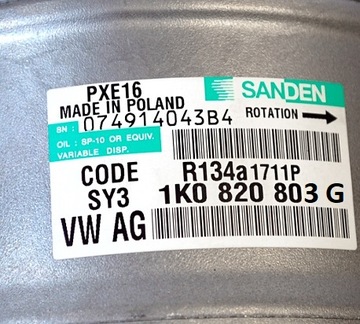 PXE16
SANDEN
MADE IN POLAND
SN : 074914043B4
ROTATION
OIL : SP-10 OR EQUIV.
VARIABLE DISP.
CODE R134a1711P
SY3 1K0 820 803 G
VW AG